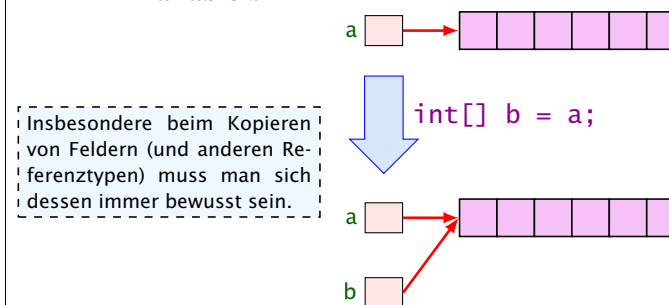 a
int[] b = a;
Insbesondere beim Kopieren
von Feldern (und anderen Re-
ferenztypen) muss man sich
dessen immer bewusst sein.
a
b